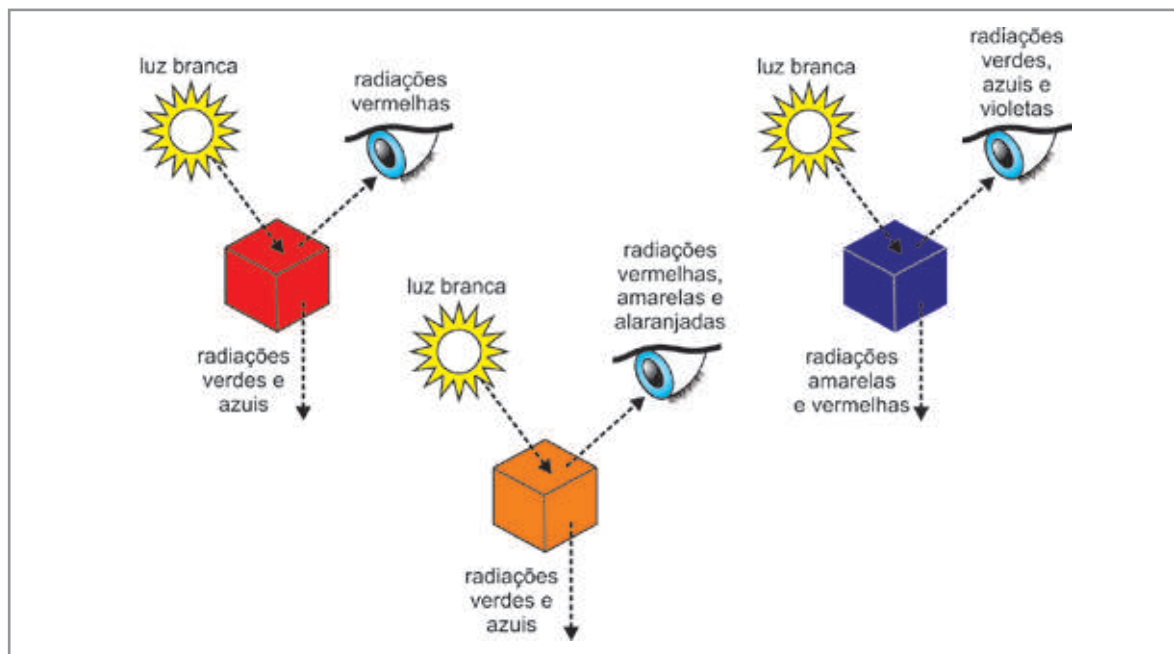 luz branca
radiações
vermelhas
radiações
verdes e
azuis
luz branca
radiações
vermelhas,
amarelas e
alaranjadas
radiações
verdes e
azuis
luz branca
radiações
verdes,
azuis e
violetas
radiações
amarelas
e vermelhas